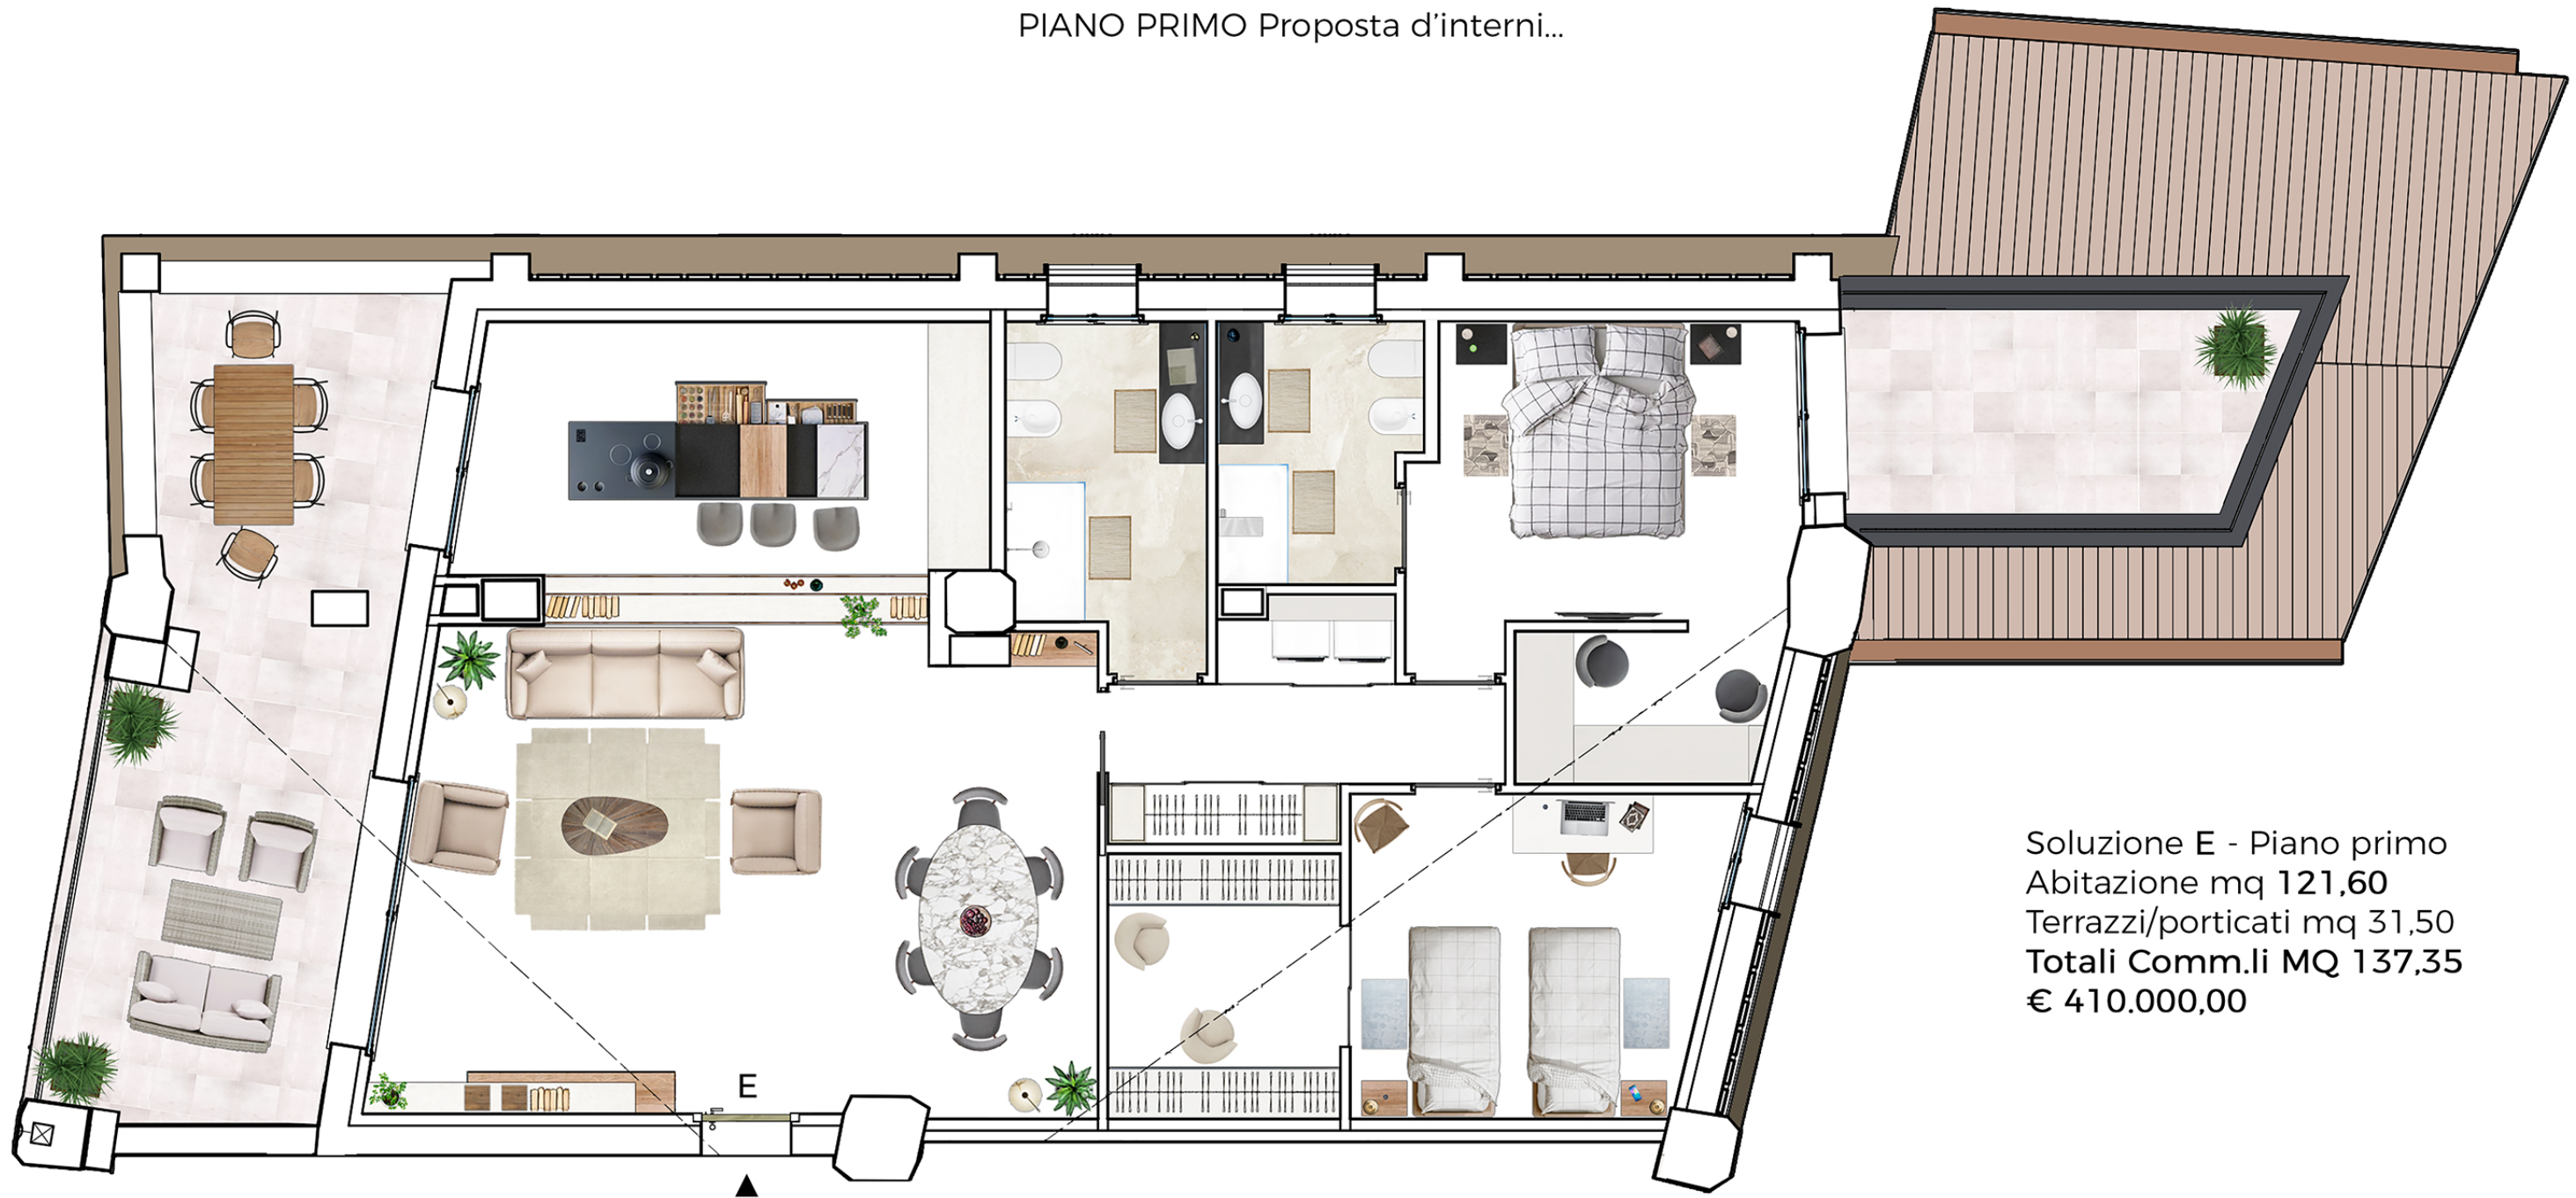 PIANO PRIMO Proposta d’interni...
E
Soluzione E - Piano primo
Abitazione mq 121,60
Terrazzi/porticati mq 31,50
Totali Comm.li MQ 137,35
€ 410.000,00